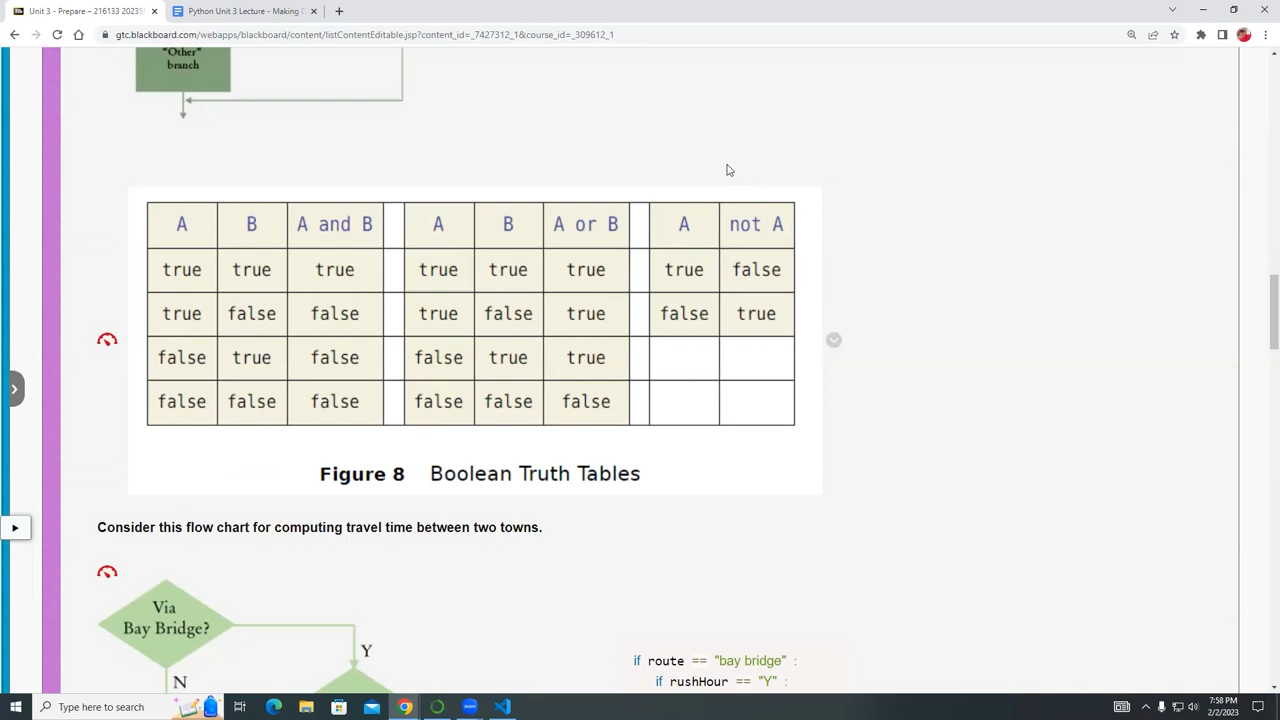 Unit 3 - Prepare – 216133 2023S
Python Unit 3 Lecture - Making D
gtc.blackboard.com/webapps/blackboard/content/listContentEditable.jsp?content_id=_7427312_1&course_id=_309612_1
"Other"
branch
A B A and B A B A or B A not A
true true true true true true true false
true false false true false true false true
false true false false true true
false false false false false false
Figure 8 Boolean Truth Tables
Consider this flow chart for computing travel time between two towns.
Via
Bay Bridge?
Y
N
if route == "bay bridge" :
if rushHour == "Y" :
Type here to search
7:58 PM
2/2/2023